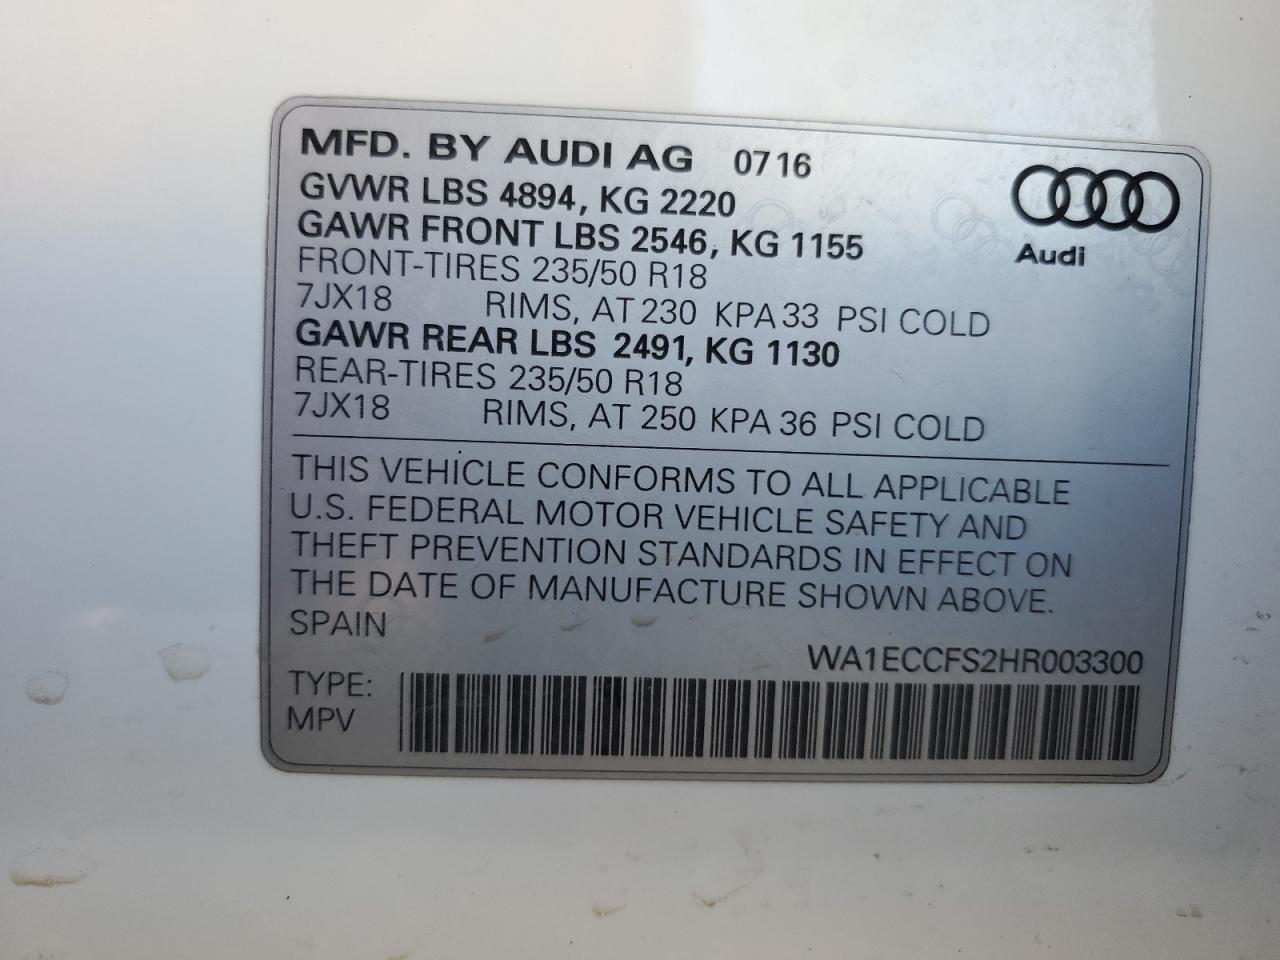 MFD. BY AUDI AG 0716
GVWR LBS 4894, KG 2220
GAWR FRONT LBS 2546, KG 1155
FRONT-TIRES 235/50 R18
7JX18 RIMS, AT 230 KPA 33 PSI COLD
GAWR REAR LBS 2491, KG 1130
REAR-TIRES 235/50 R18
7JX18 RIMS, AT 250 KPA 36 PSI COLD
Audi
THIS VEHICLE CONFORMS TO ALL APPLICABLE
U.S. FEDERAL MOTOR VEHICLE SAFETY AND
THEFT PREVENTION STANDARDS IN EFFECT ON
THE DATE OF MANUFACTURE SHOWN ABOVE.
SPAIN
WA1ECCFS2HR003300
TYPE:
MPV